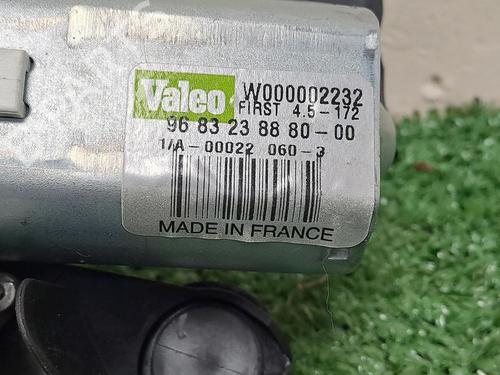 Valeo
W000002232
FIRST 4.5-172
96 83 23 88 80-00
1/A-00022 060-3
MADE IN FRANCE